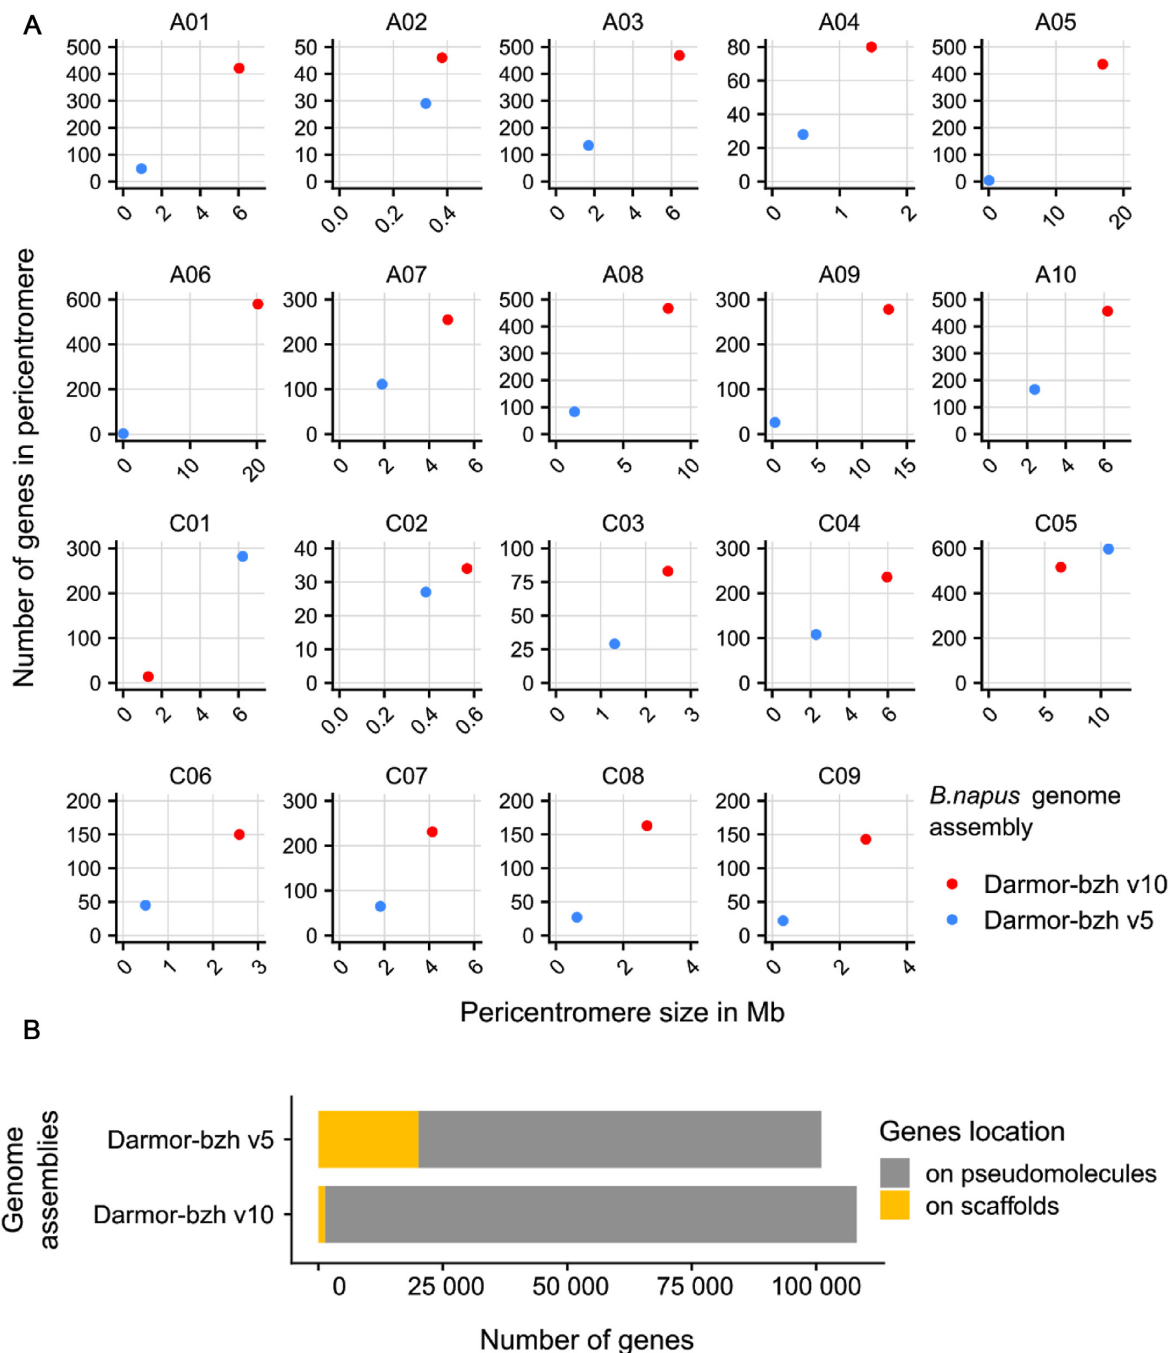 A
A01 A02 A03 A04 A05
500 50 500 80 500
400 40 400 60 400
300 30 300 40 300
200 20 200 20 200
100 10 100 0 100
0 0 0 0
0 2 4 6 0.0 0.2 0.4 0 2 4 6 0 1 2 0 10 20
Number of genes in pericentromere
A06 A07 A08 A09 A10
600 300 500 300 500
400 200 400 200 400
200 100 300 100 300
0 0 200 0 200
100 100
0 0
0 10 20 0 2 4 6 0 5 10 0 5 10 15 0 2 4 6
C01 C02 C03 C04 C05
300 40 100 300 600
200 30 75 200 400
100 20 50 100 200
0 10 25 0 0
0 0
0 2 4 6 0.0 0.2 0.4 0.6 0 1 2 3 0 2 4 6 0 5 10
C06 C07 C08 C09
200 300 200 200
150 200 150 150
100 100 100 100
50 0 50 50
0 0 0
0 1 2 3 0 2 4 6 0 2 4 0 2 4
B.napus genome
assembly
Darmor-bzh v10
Darmor-bzh v5
Pericentromere size in Mb
B
Genome
assemblies
Darmor-bzh v5
Darmor-bzh v10
0 25 000 50 000 75 000 100 000
Number of genes
Genes location
on pseudomolecules
on scaffolds